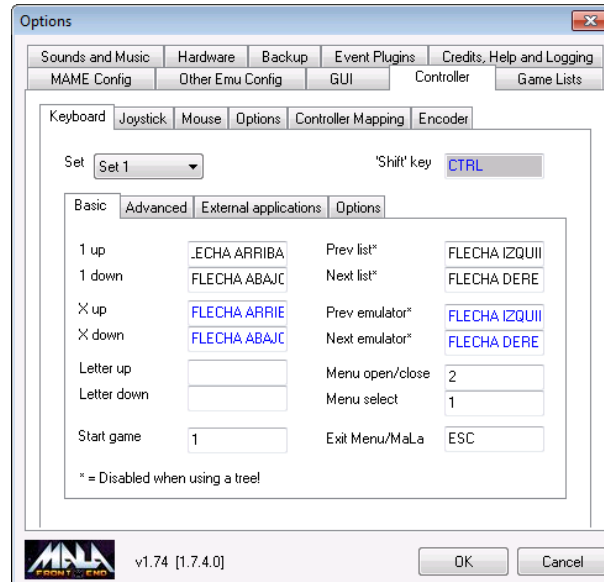 Options
Sounds and Music Hardware Backup Event Plugins Credits, Help and Logging
MAME Config Other Emu Config GUI Controller Game Lists
Keyboard Joystick Mouse Options Controller Mapping Encoder
Set Set 1 'Shift' key CTRL
Basic Advanced External applications Options
1 up .ECHA ARRIBA Prev list* FLECHA IZQUII
1 down FLECHA ABAJC Next list* FLECHA DERE
X up FLECHA ARRIE Prev emulator* FLECHA IZQUII
X down FLECHA ABAJC Next emulator* FLECHA DERE
Letter up Menu open/close 2
Letter down Menu select 1
Start game 1 Exit Menu/MaLa ESC
* = Disabled when using a tree!
MALA
FRONT END
v1.74 [1.7.4.0] OK Cancel